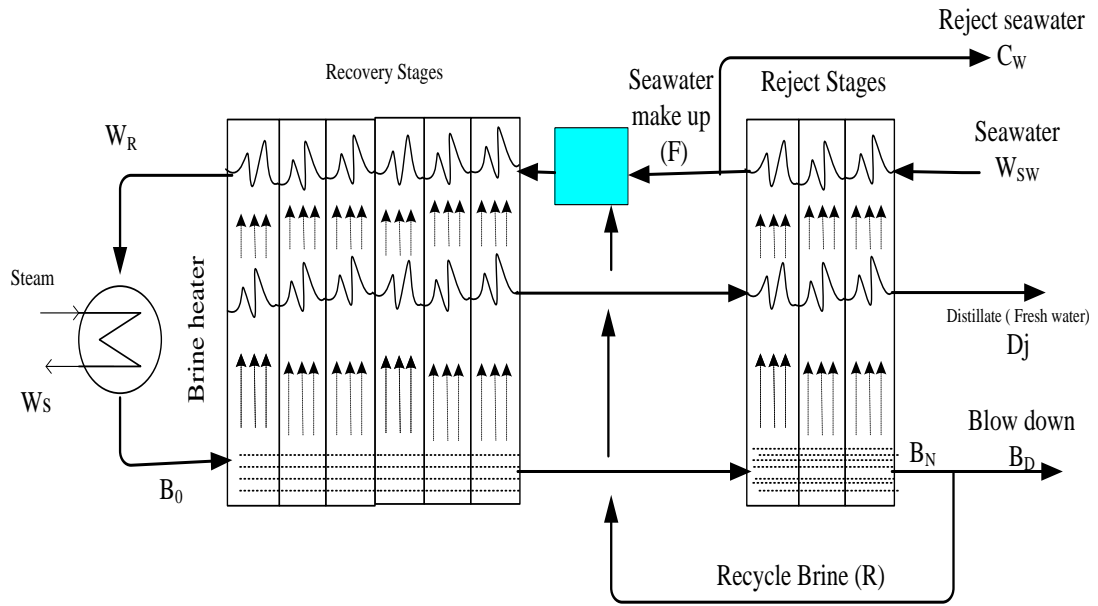 Reject seawater
C_W
Recovery Stages
Seawater
make up
(F)
Reject Stages
W_R
Seawater
W_SW
Steam
Brine heater
Distillate ( Fresh water)
Dj
Ws
Blow down
B_N
B_D
B_0
Recycle Brine (R)